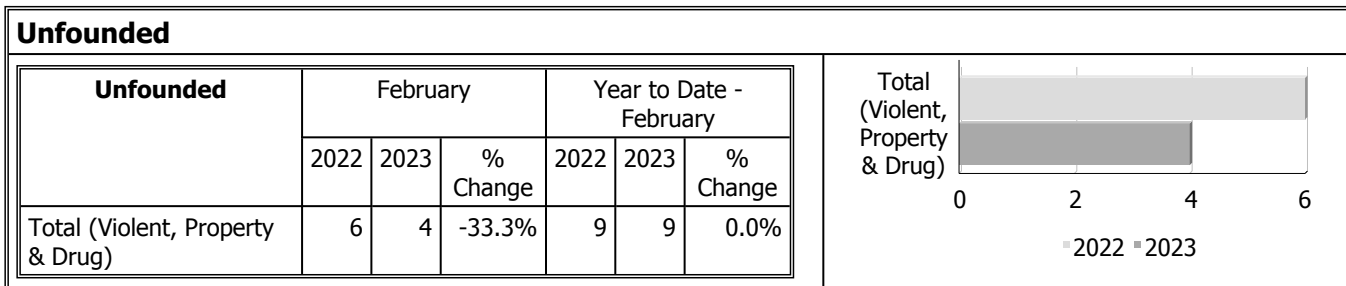 Unfounded
Unfounded February Year to Date -
February
2022 2023 % 2022 2023 %
Change Change
Total (Violent, Property 6 4 -33.3% 9 9 0.0%
& Drug)
Total
(Violent,
Property
& Drug)
0 2 4 6
2022 2023